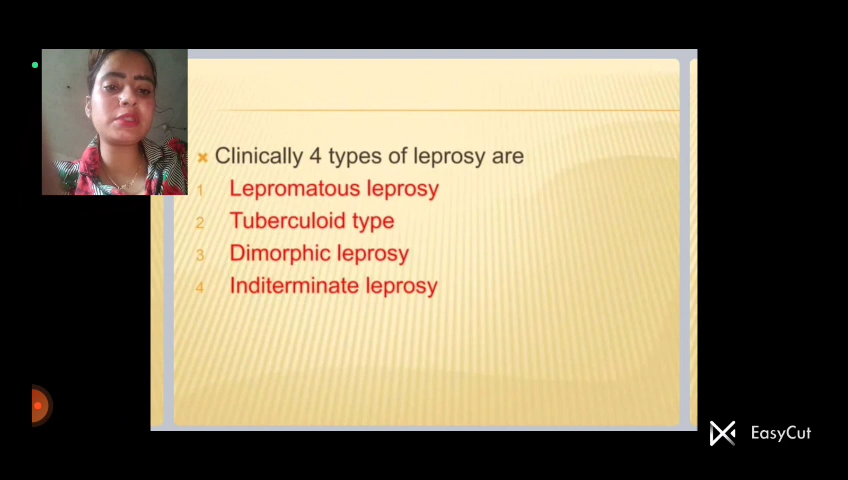 Clinically 4 types of leprosy are
1 Lepromatous leprosy
2 Tuberculoid type
3 Dimorphic leprosy
4 Inditerminate leprosy
EasyCut